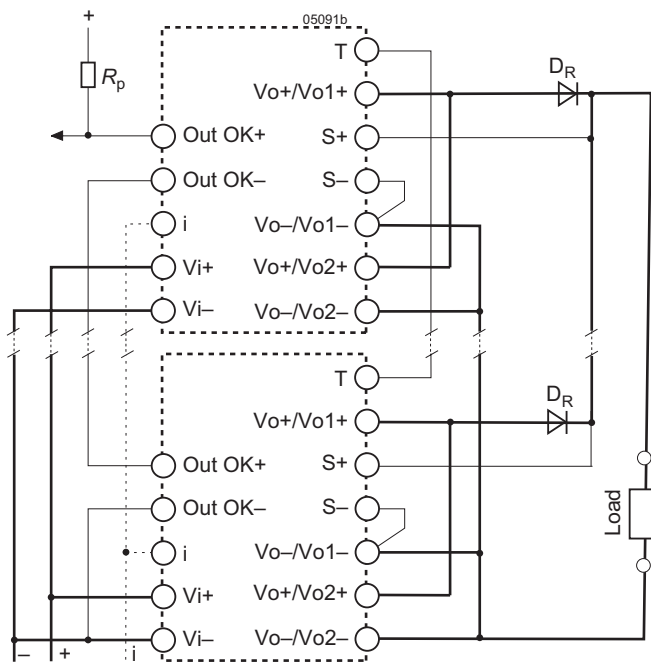 +
05091b
Rp
T
Vo+/Vo1+
DR
Out OK+
S+
Out OK–
S–
i
Vo–/Vo1–
Vi+
Vo+/Vo2+
Vi–
Vo–/Vo2–
T
Vo+/Vo1+
DR
Out OK+
S+
Out OK–
S–
Load
i
Vo–/Vo1–
Vi+
Vo+/Vo2+
Vi–
Vo–/Vo2–
– + i